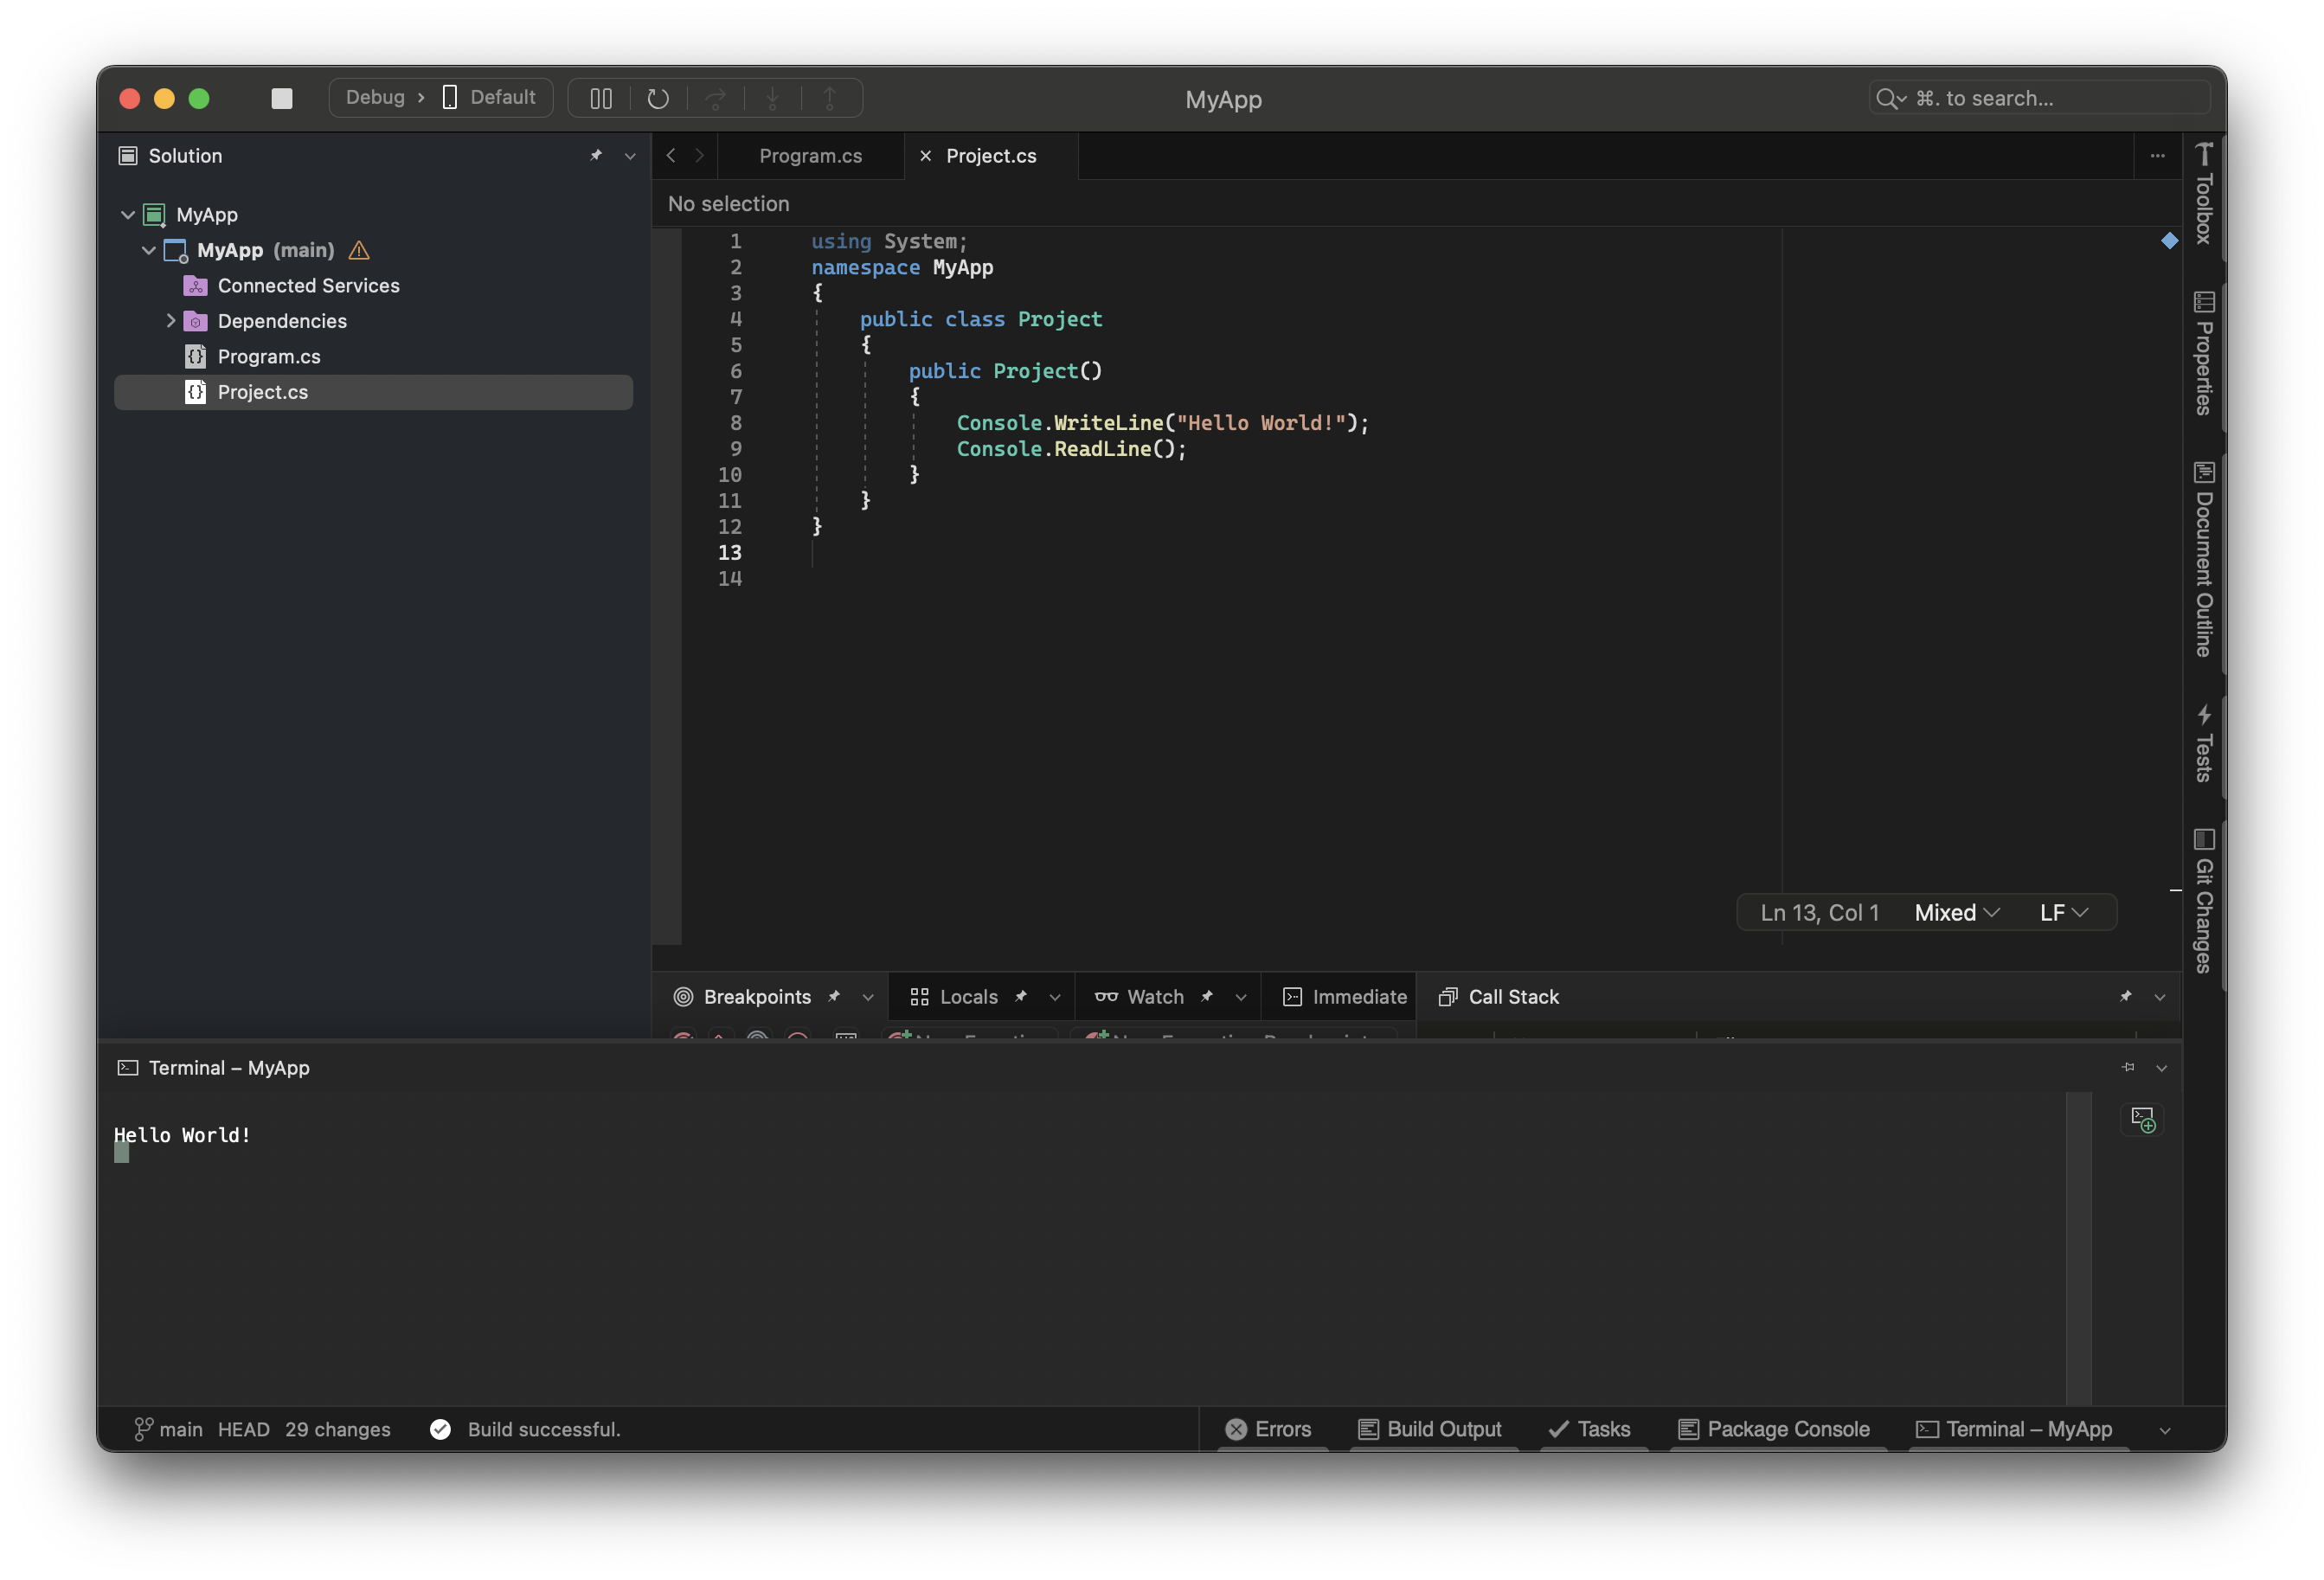 Debug › Default
MyApp
⌘. to search...
Solution
MyApp
MyApp (main)
Connected Services
Dependencies
Program.cs
Project.cs
Program.cs
Project.cs
No selection
1 using System;
2 namespace MyApp
3 {
4 public class Project
5 {
6 public Project()
7 {
8 Console.WriteLine("Hello World!");
9 Console.ReadLine();
10 }
11 }
12 }
13
14
Ln 13, Col 1 Mixed LF
Toolbox
Properties
Document Outline
Tests
Git Changes
Breakpoints
Locals
Watch
Immediate
Call Stack
Terminal – MyApp
Hello World!
main HEAD 29 changes
Build successful.
Errors
Build Output
Tasks
Package Console
Terminal – MyApp